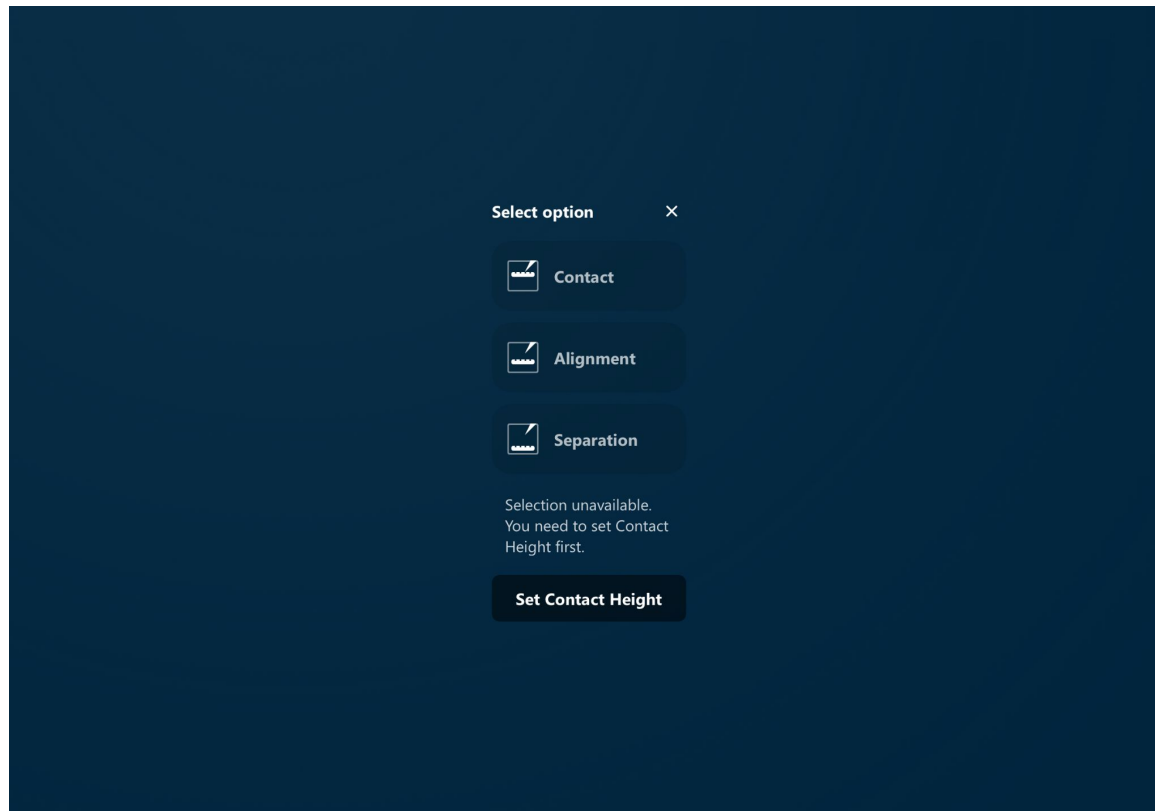 Select option
Contact
Alignment
Separation
Selection unavailable.
You need to set Contact
Height first.
Set Contact Height